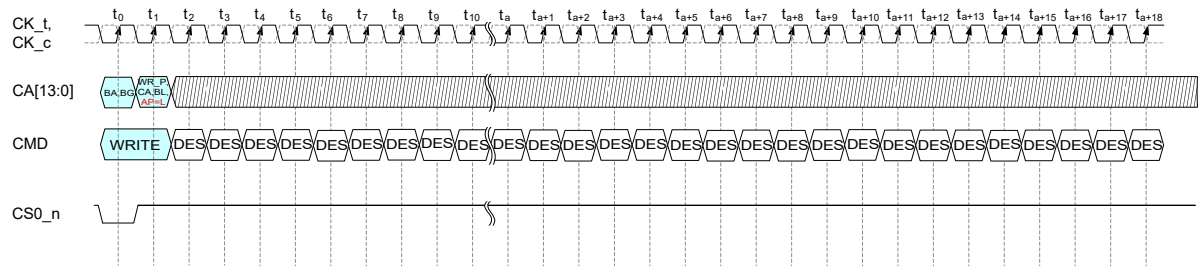 t0 t1 t2 t3 t4 t5 t6 t7 t8 t9 t10 ta ta+1 ta+2 ta+3 ta+4 ta+5 ta+6 ta+7 ta+8 ta+9 ta+10 ta+11 ta+12 ta+13 ta+14 ta+15 ta+16 ta+17 ta+18
CK_t,
CK_c
CA[13:0]
BA,BG
WR_P,
CA,BL,
AP=L
CMD WRITE DES DES DES DES DES DES DES DES DES DES DES DES DES DES DES DES DES DES DES DES DES DES DES DES DES DES DES DES
CS0_n